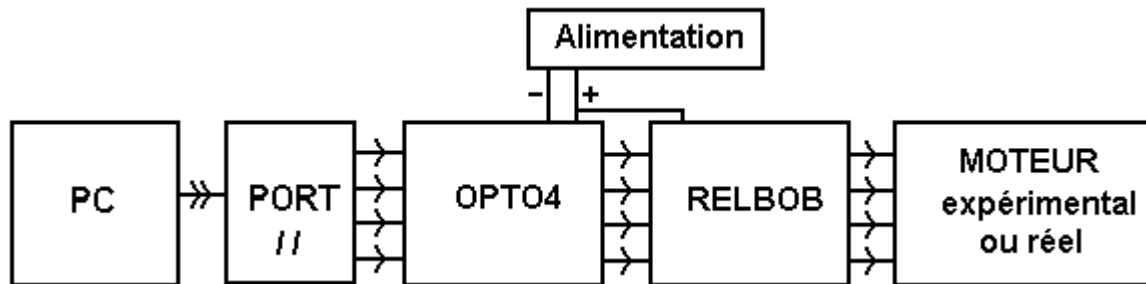 Alimentation
− +
PC
PORT
//
OPTO4
RELBOB
MOTEUR
expérimental
ou réel